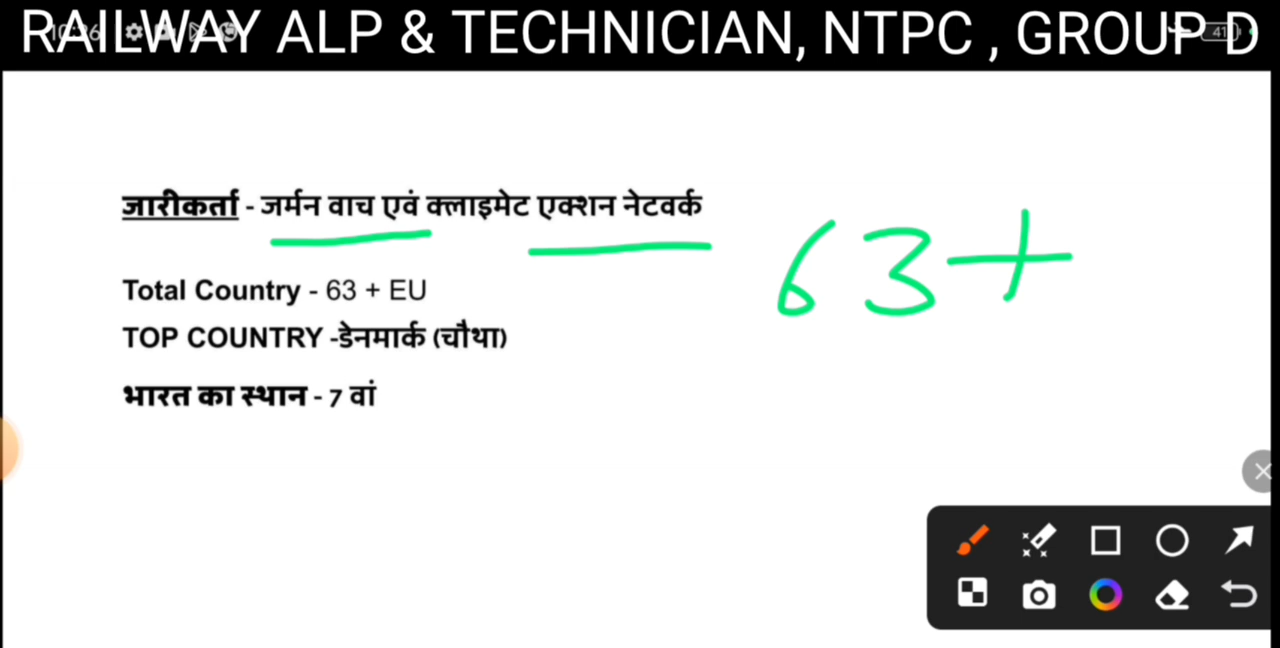 RAILWAY ALP & TECHNICIAN, NTPC , GROUP D
41
जारीकर्ता - जर्मन वाच एवं क्लाइमेट एक्शन नेटवर्क
63+
Total Country - 63 + EU
TOP COUNTRY -डेनमार्क (चौथा)
भारत का स्थान - 7 वां